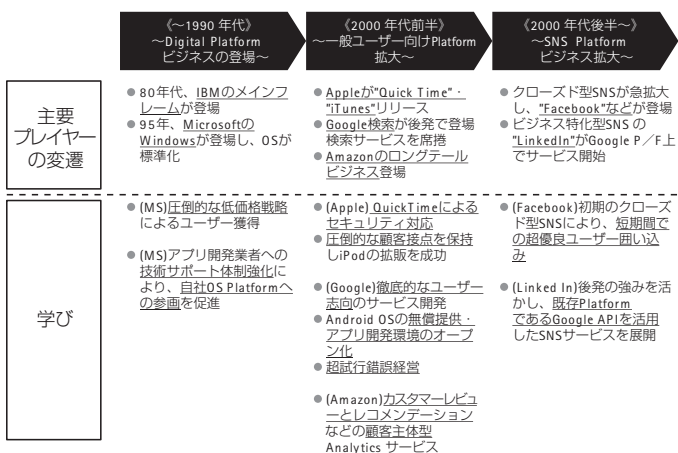 《～1990 年代》
～Digital Platform
ビジネスの登場～
《2000 年代前半》
～一般ユーザー向けPlatform
拡大～
《2000 年代後半～》
～SNS Platform
ビジネス拡大～
主要
プレイヤー
の変遷
●80年代、IBMのメインフ
レームが登場
●95年、Microsoftの
Windowsが登場し、OSが
標準化
●Appleが"Quick Time"・
"iTunes"リリース
●Google検索が後発で登場
検索サービスを席捲
●Amazonのロングテール
ビジネス登場
●クローズド型SNSが急拡大
し、"Facebook"などが登場
●ビジネス特化型SNS の
"LinkedIn"がGoogle P／F上
でサービス開始
学び
●(MS)圧倒的な低価格戦略
によるユーザー獲得
●(MS)アプリ開発業者への
技術サポート体制強化に
より、自社OS Platformへ
の参画を促進
●(Apple) QuickTimeによる
セキュリティ対応
●圧倒的な顧客接点を保持
しiPodの拡販を成功
●(Google)徹底的なユーザー
志向のサービス開発
●Android OSの無償提供・
アプリ開発環境のオープ
ン化
●超試行錯誤経営
●(Amazon)カスタマーレビュ
ーとレコメンデーション
などの顧客主体型
Analytics サービス
●(Facebook)初期のクローズ
ド型SNSにより、短期間で
の超優良ユーザー囲い込
み
●(Linked In)後発の強みを活
かし、既存Platform
であるGoogle APIを活用
したSNSサービスを展開